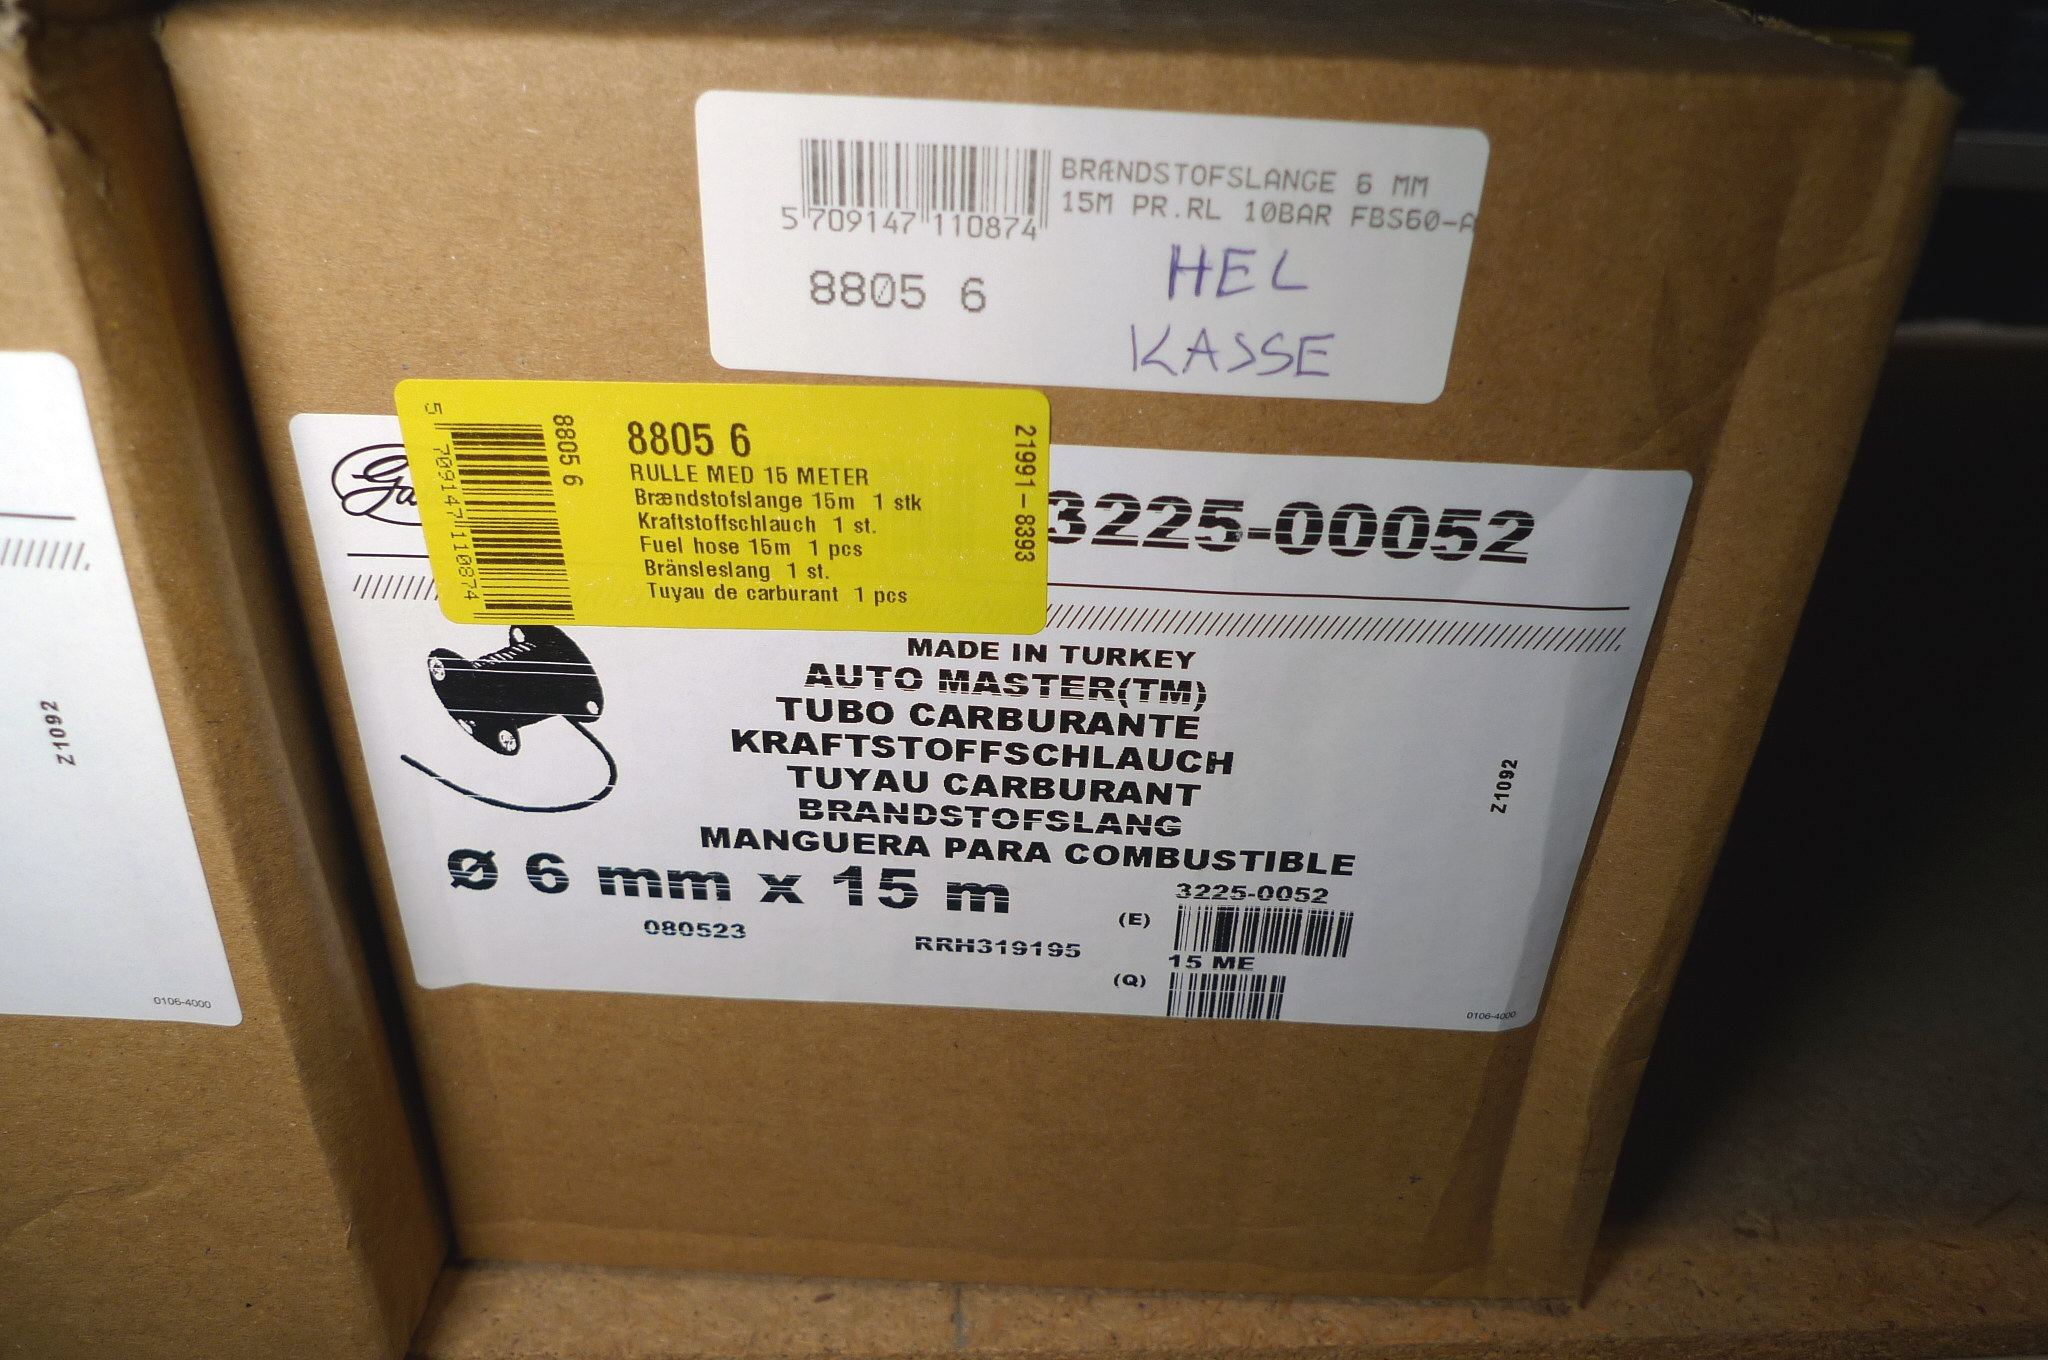 BRÆNDSTOFSLANGE 6 MM
15M PR.RL 10BAR FBS60-A
5 709147 110874
8805 6
HEL
KASSE
5 709147 110874
8805 6
8805 6
RULLE MED 15 METER
Brændstofslange 15m 1 stk
Kraftstoffschlauch 1 st.
Fuel hose 15m 1 pcs
Bränsleslang 1 st.
Tuyau de carburant 1 pcs
21991-8393
3225-00052
MADE IN TURKEY
AUTO MASTER(TM)
TUBO CARBURANTE
KRAFTSTOFFSCHLAUCH
TUYAU CARBURANT
BRANDSTOFSLANG
MANGUERA PARA COMBUSTIBLE
Ø 6 mm x 15 m
080523
RRH319195
3225-0052
(E)
15 ME
(Q)
Z1092
0106-4000
Z1092
0106-4000